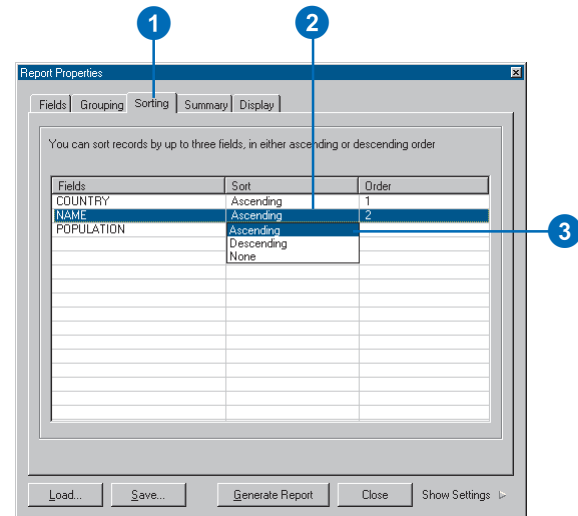 1 2
Report Properties
Fields Grouping Sorting Summary Display
You can sort records by up to three fields, in either ascending or descending order
Fields Sort Order
COUNTRY Ascending 1
NAME Ascending 2
POPULATION Ascending
3
Descending
None
Load... Save... Generate Report Close Show Settings